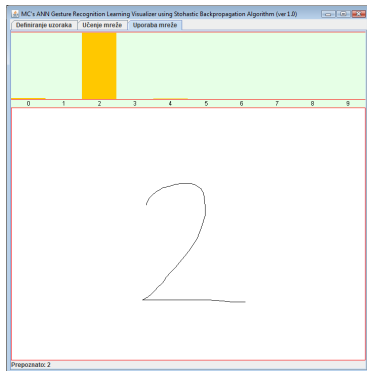 MC's ANN Gesture Recognition Learning Visualizer using Stohastic Backpropagation Algorithm (ver 1.0)
Definiranje uzoraka Učenje mreže Uporaba mreže
0 1 2 3 4 5 6 7 8 9
2
Prepoznato: 2